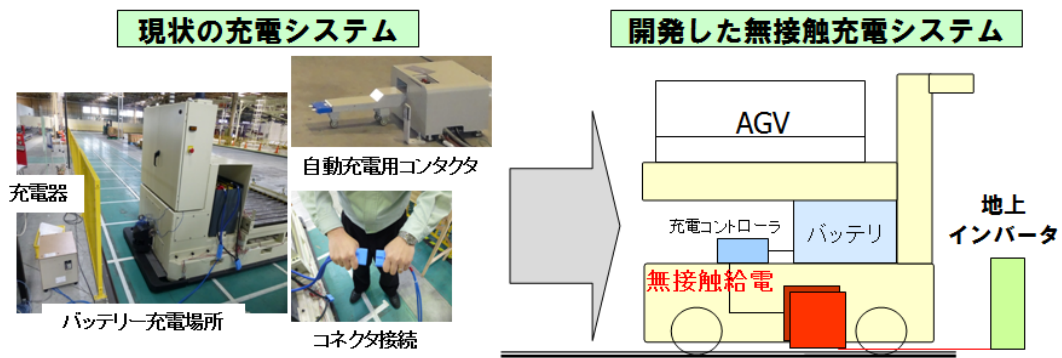 現状の充電システム
開発した無接触充電システム
充電器
自動充電用コンタクタ
バッテリー充電場所
コネクタ接続
AGV
充電コントローラ
バッテリ
無接触給電
地上
インバータ